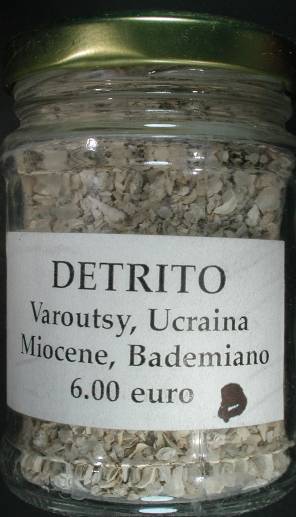 DETRITO
Varoutsy, Ucraina
Miocene, Bademiano
6.00 euro